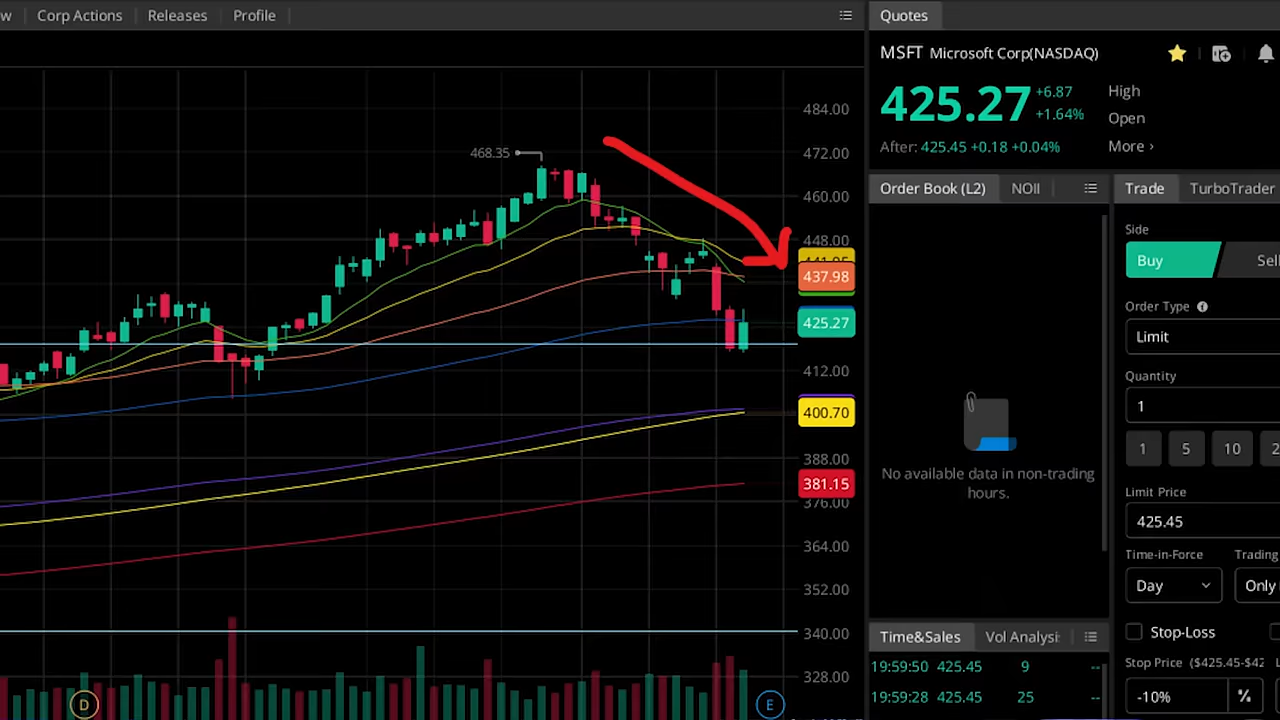 w Corp Actions Releases Profile
Quotes
MSFT Microsoft Corp(NASDAQ)
425.27 +6.87
+1.64%
High
Open
After: 425.45 +0.18 +0.04%
More ›
484.00
468.35
472.00
460.00
448.00
437.98
425.27
412.00
400.70
388.00
381.15
376.00
364.00
352.00
340.00
328.00
D
E
Order Book (L2) NOII
No available data in non-trading
hours.
Time&Sales Vol Analysi
19:59:50 425.45 9 --
19:59:28 425.45 25 --
Trade TurboTrader
Side
Buy Sell
Order Type
Limit
Quantity
1
1 5 10 2
Limit Price
425.45
Time-in-Force Trading
Day Only
Stop-Loss
Stop Price ($425.45-$42
-10% %